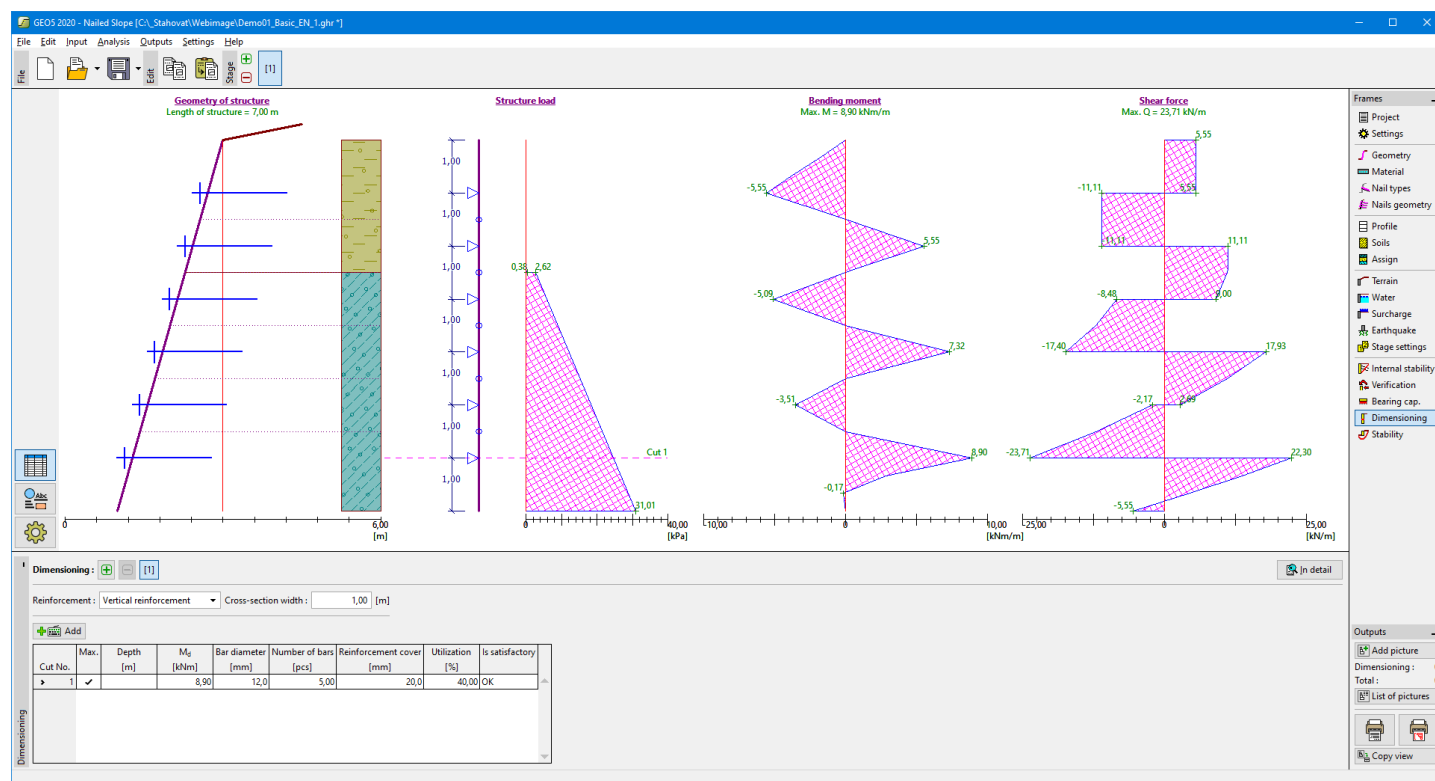 GEO5 2020 - Nailed Slope [C:\_Stahovat\Webimage\Demo01_Basic_EN_1.ghr *]
File Edit Input Analysis Outputs Settings Help
File
Edit
Stage
[1]
Geometry of structure
Length of structure = 7,00 m
Structure load
Bending moment
Max. M = 8,90 kNm/m
Shear force
Max. Q = 23,71 kN/m
1,00
1,00
1,00
1,00
1,00
1,00
1,00
0,38 2,62
31,01
Cut 1
-5,55
5,55
-5,09
7,32
-3,51
8,90
-0,17
5,55
-11,11 5,55
-11,11 11,11
-8,48 9,00
-17,40 17,93
-2,17 2,69
-23,71 22,30
-5,55
0 6,00
[m]
0 40,00
[kPa]
-10,00 0 10,00
[kNm/m]
-25,00 0 25,00
[kN/m]
Abc
Frames
Project
Settings
Geometry
Material
Nail types
Nails geometry
Profile
Soils
Assign
Terrain
Water
Surcharge
Earthquake
Stage settings
Internal stability
Verification
Bearing cap.
Dimensioning
Stability
Outputs
Add picture
Dimensioning :
Total :
List of pictures
Copy view
Dimensioning
Dimensioning : [1]
In detail
Reinforcement : Vertical reinforcement Cross-section width : 1,00 [m]
Add
Cut No. Max. Depth [m] Md [kNm] Bar diameter [mm] Number of bars [pcs] Reinforcement cover [mm] Utilization [%] Is satisfactory
1 8,90 12,0 5,00 20,0 40,00 OK